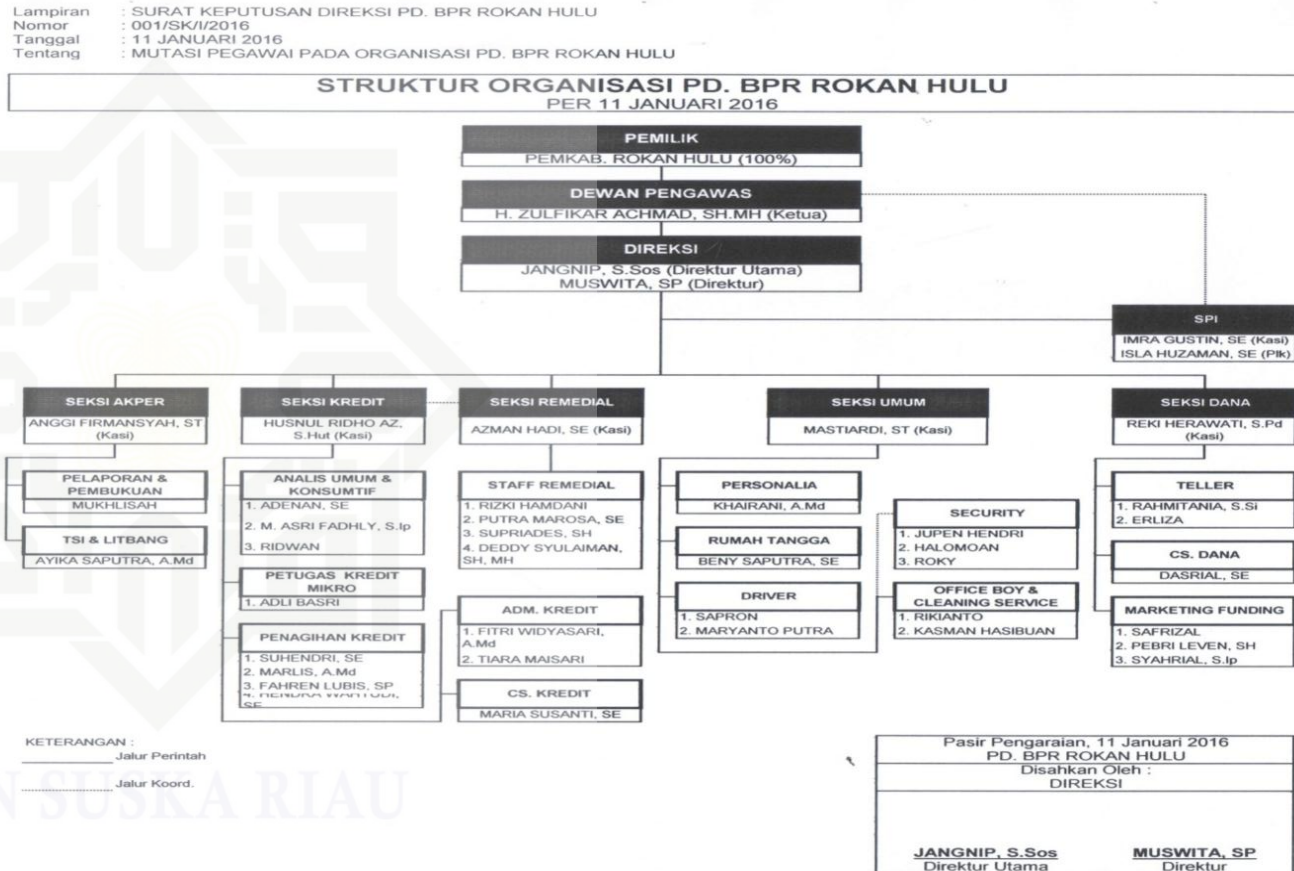 Lampiran : SURAT KEPUTUSAN DIREKSI PD. BPR ROKAN HULU
Nomor : 001/SK/I/2016
Tanggal : 11 JANUARI 2016
Tentang : MUTASI PEGAWAI PADA ORGANISASI PD. BPR ROKAN HULU
STRUKTUR ORGANISASI PD. BPR ROKAN HULU
PER 11 JANUARI 2016
PEMILIK
PEMKAB. ROKAN HULU (100%)
DEWAN PENGAWAS
H. ZULFIKAR ACHMAD, SH.MH (Ketua)
DIREKSI
JANGNIP, S.Sos (Direktur Utama)
MUSWITA, SP (Direktur)
SPI
IMRA GUSTIN, SE (Kasi)
ISLA HUZAMAN, SE (Plk)
SEKSI AKPER
ANGGI FIRMANSYAH, ST
(Kasi)
PELAPORAN &
PEMBUKUAN
MUKHLISAH
TSI & LITBANG
AYIKA SAPUTRA, A.Md
SEKSI KREDIT
HUSNUL RIDHO AZ,
S.Hut (Kasi)
ANALIS UMUM &
KONSUMTIF
1. ADENAN, SE
2. M. ASRI FADHLY, S.Ip
3. RIDWAN
PETUGAS KREDIT
MIKRO
1. ADLI BASRI
PENAGIHAN KREDIT
1. SUHENDRI, SE
2. MARLIS, A.Md
3. FAHREN LUBIS, SP
4. HENDRA
SE
ADM. KREDIT
1. FITRI WIDYASARI,
A.Md
2. TIARA MAISARI
CS. KREDIT
MARIA SUSANTI, SE
SEKSI REMEDIAL
AZMAN HADI, SE (Kasi)
STAFF REMEDIAL
1. RIZKI HAMDANI
2. PUTRA MAROSA, SE
3. SUPRIADES, SH
4. DEDDY SYULAIMAN,
SH, MH
SEKSI UMUM
MASTIARDI, ST (Kasi)
PERSONALIA
KHAIRANI, A.Md
RUMAH TANGGA
BENY SAPUTRA, SE
DRIVER
1. SAPRON
2. MARYANTO PUTRA
SECURITY
1. JUPEN HENDRI
2. HALOMOAN
3. ROKY
OFFICE BOY &
CLEANING SERVICE
1. RIKIANTO
2. KASMAN HASIBUAN
SEKSI DANA
REKI HERAWATI, S.Pd
(Kasi)
TELLER
1. RAHMITANIA, S.Si
2. ERLIZA
CS. DANA
DASRIAL, SE
MARKETING FUNDING
1. SAFRIZAL
2. PEBRI LEVEN, SH
3. SYAHRIAL, S.Ip
KETERANGAN :
Jalur Perintah
Jalur Koord.
N SUSKA RIAU
Pasir Pengaraian, 11 Januari 2016
PD. BPR ROKAN HULU
Disahkan Oleh :
DIREKSI
JANGNIP, S.Sos MUSWITA, SP
Direktur Utama Direktur